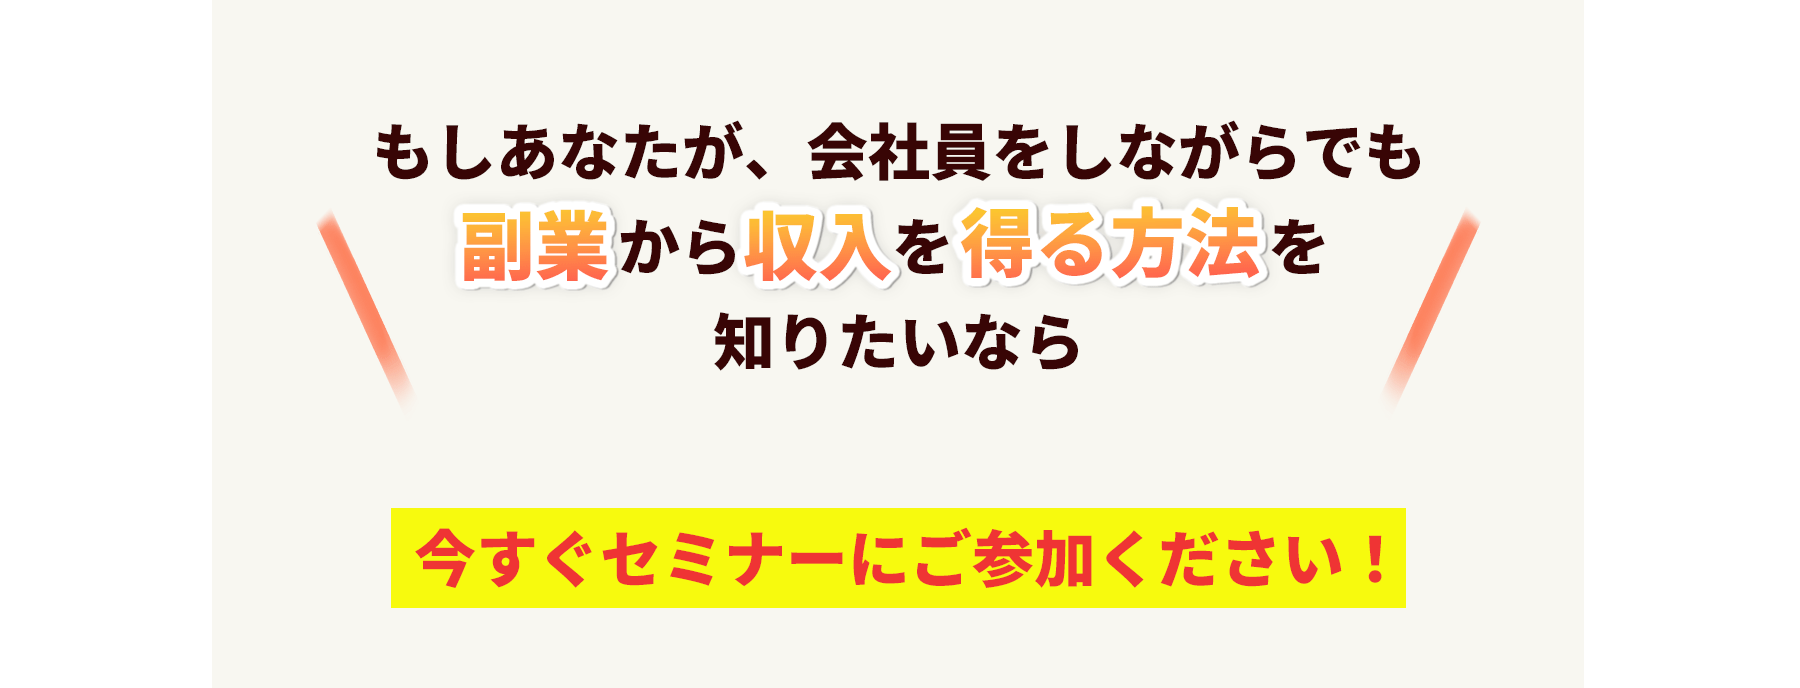 もしあなたが、会社員をしながらでも
副業から収入を得る方法を
知りたいなら
今すぐセミナーにご参加ください！